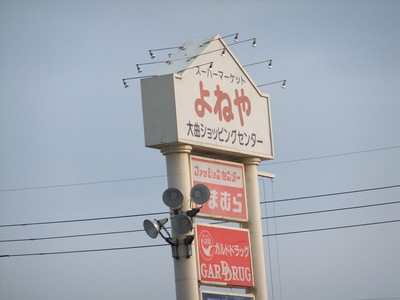 スーパーマーケット
よねや
大曲ショッピングセンター
ファッションセンター
まむら
ガルドドラッグ
GARDRUG